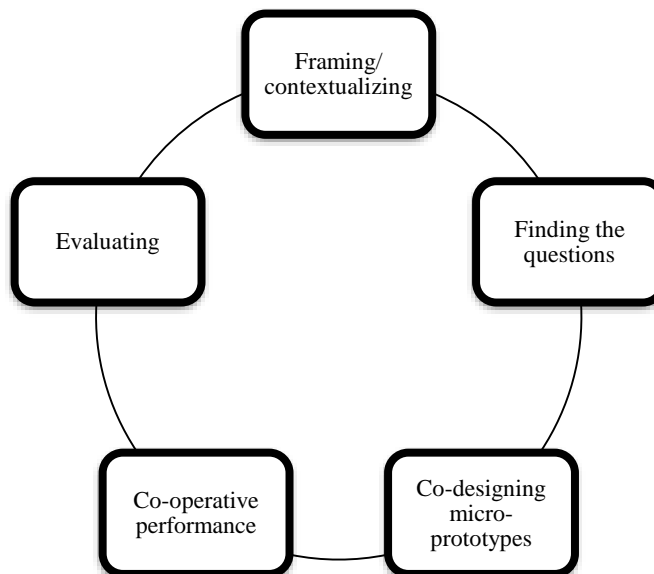 Framing/
contextualizing
Finding the
questions
Co-designing
micro-
prototypes
Co-operative
performance
Evaluating